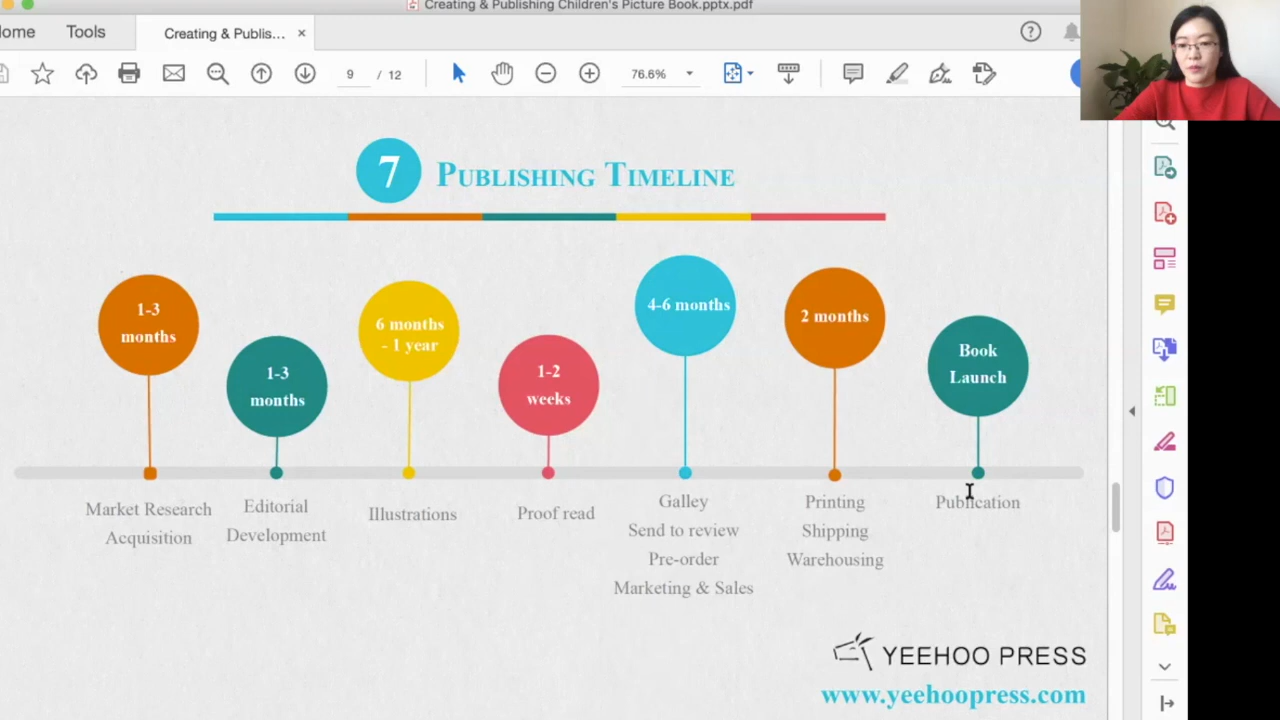 Creating & Publishing Children's Picture Book.pptx.pdf
ome Tools Creating & Publis... ×
9 / 12 76.6%
7 Publishing Timeline
1-3
months
1-3
months
6 months
- 1 year
1-2
weeks
4-6 months
2 months
Book
Launch
Market Research
Acquisition
Editorial
Development
Illustrations
Proof read
Galley
Send to review
Pre-order
Marketing & Sales
Printing
Shipping
Warehousing
Publication
YEEHOO PRESS
www.yeehoopress.com